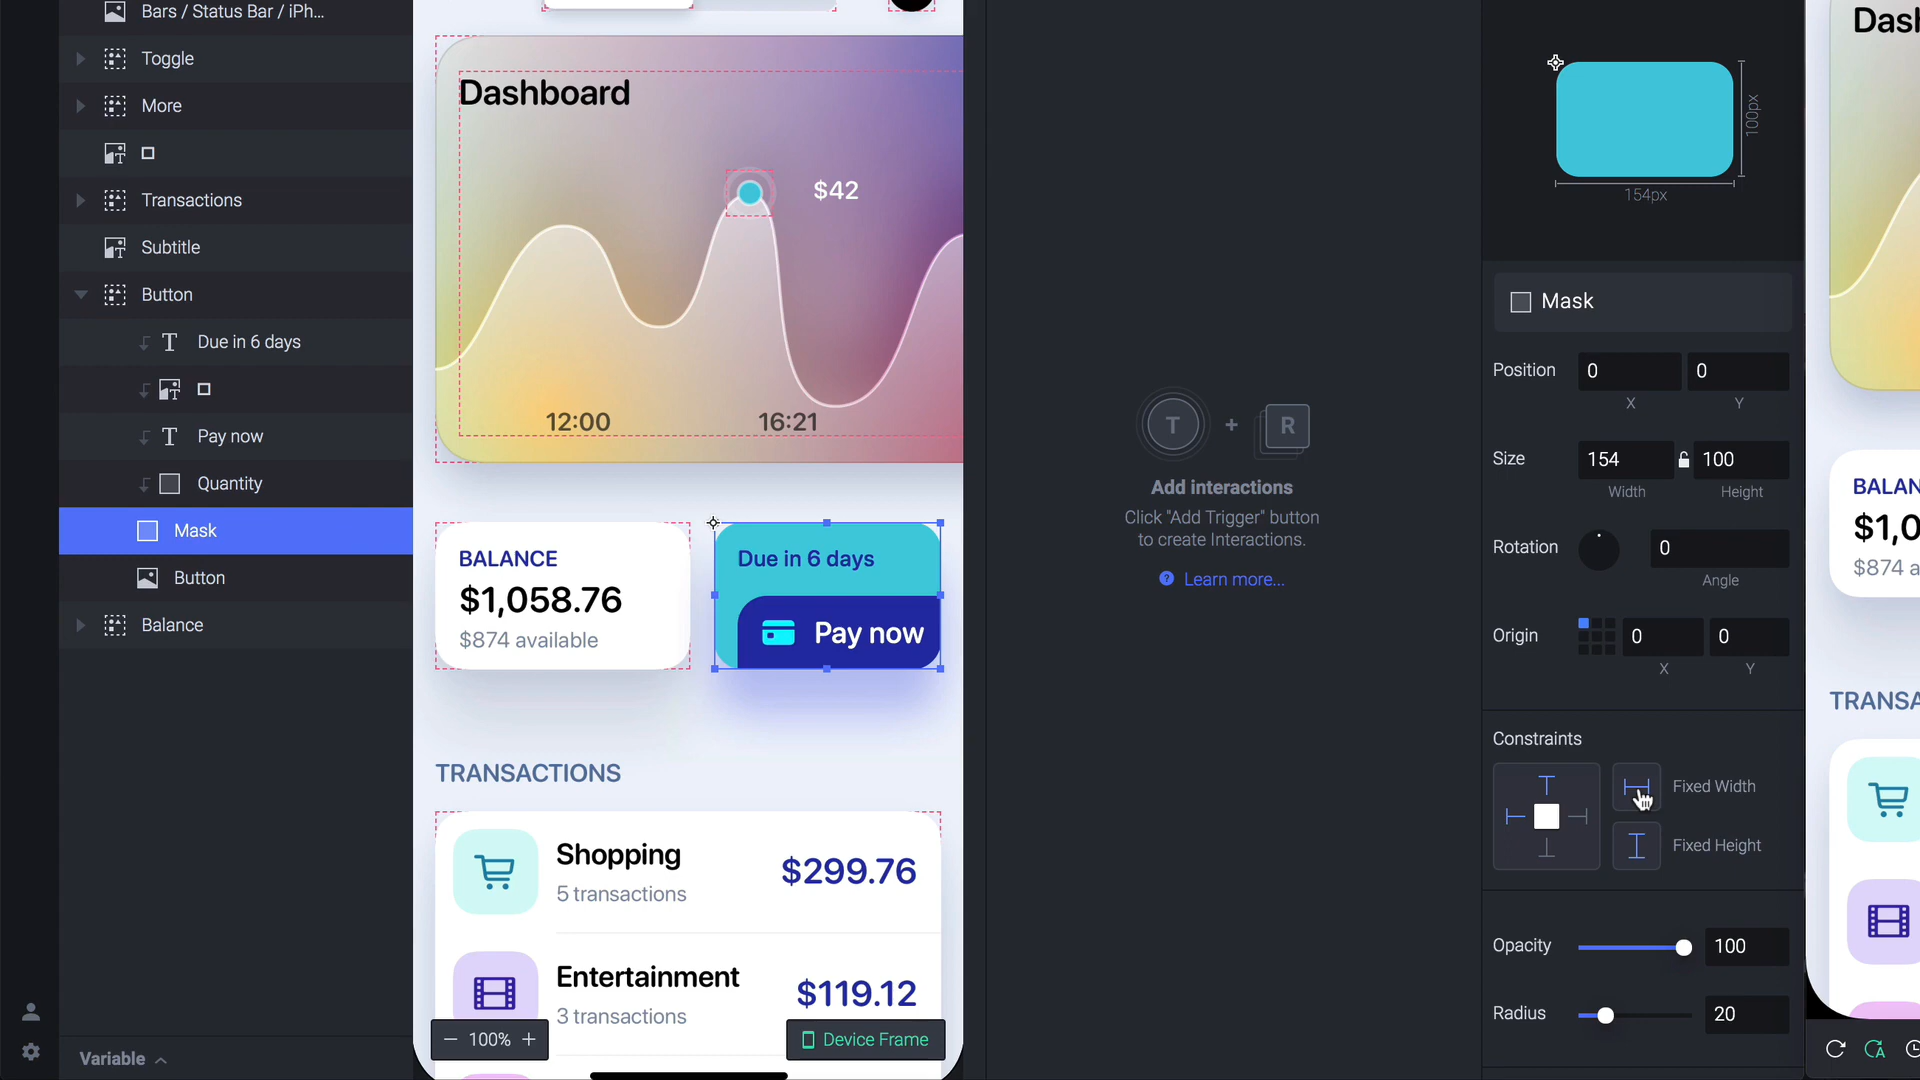 Bars / Status Bar / iPh...
Toggle
More
Transactions
Subtitle
Button
Due in 6 days
Pay now
Quantity
Mask
Button
Balance
Variable
Dashboard
$42
12:00
16:21
BALANCE
$1,058.76
$874 available
Due in 6 days
Pay now
TRANSACTIONS
Shopping
5 transactions
$299.76
Entertainment
3 transactions
$119.12
100%
Device Frame
T + R
Add interactions
Click "Add Trigger" button
to create Interactions.
Learn more...
100px
154px
Mask
Position 0 0
X Y
Size 154 100
Width Height
Rotation 0
Angle
Origin 0 0
X Y
Constraints
Fixed Width
Fixed Height
Opacity 100
Radius 20
Dash
BALAN
$1,0
$874 a
TRANSA